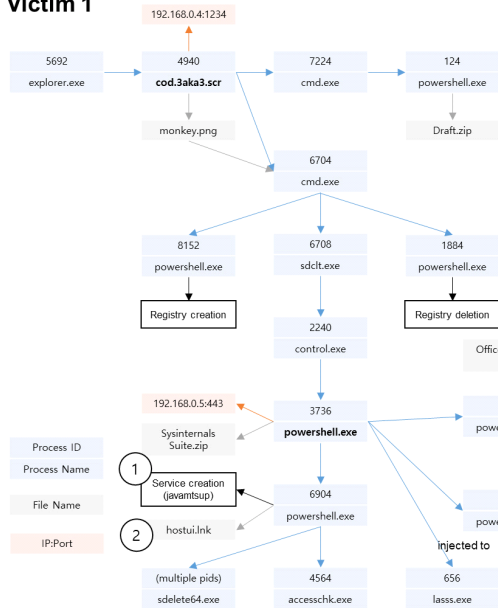 Victim 1
192.168.0.4:1234
5692
explorer.exe
4940
cod.3aka3.scr
7224
cmd.exe
124
powershell.exe
monkey.png
Draft.zip
6704
cmd.exe
8152
powershell.exe
6708
sdclt.exe
1884
powershell.exe
Registry creation
Registry deletion
2240
control.exe
Offic
192.168.0.5:443
Sysinternals
Suite.zip
3736
powershell.exe
powe
Process ID
Process Name
File Name
IP:Port
1
Service creation
(javamtsup)
2
hostui.lnk
6904
powershell.exe
powe
injected to
(multiple pids)
sdelete64.exe
4564
accesschk.exe
656
lasss.exe